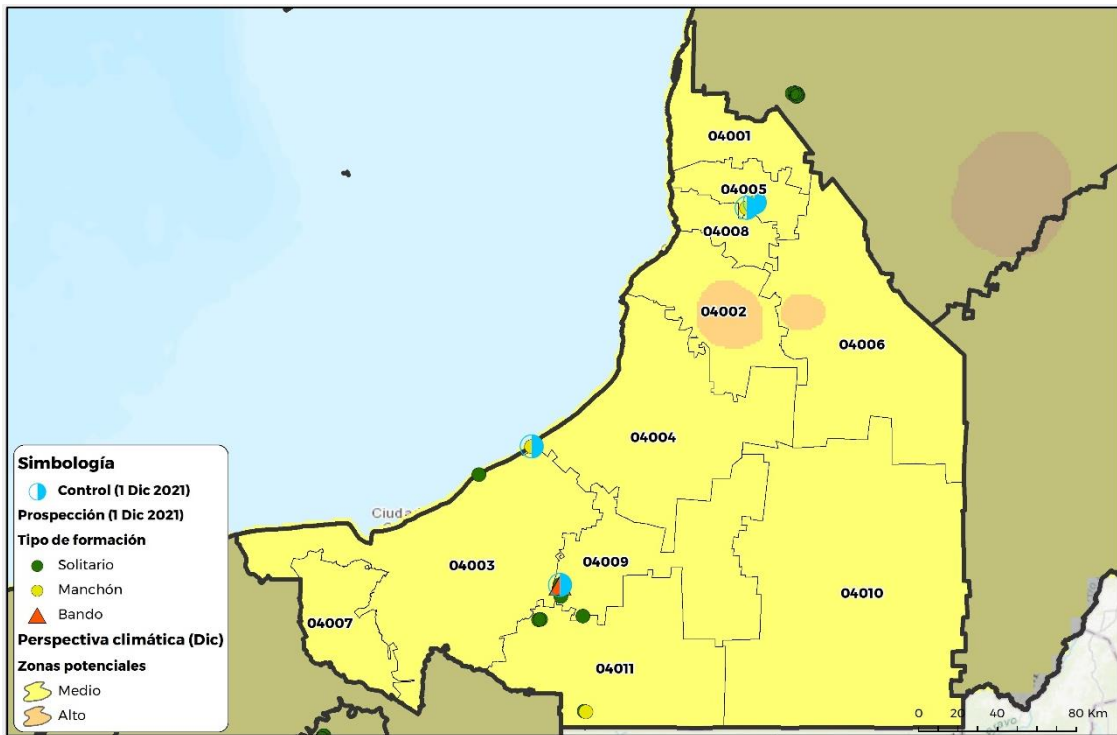 04001
04005
04008
04002
04006
04004
Simbología
Control (1 Dic 2021)
Prospección (1 Dic 2021)
Tipo de formación
Solitario
Manchón
Bando
Perspectiva climática (Dic)
Zonas potenciales
Medio
Alto
Ciuda
04003
04009
04007
04010
04011
0 20 40 80 Km